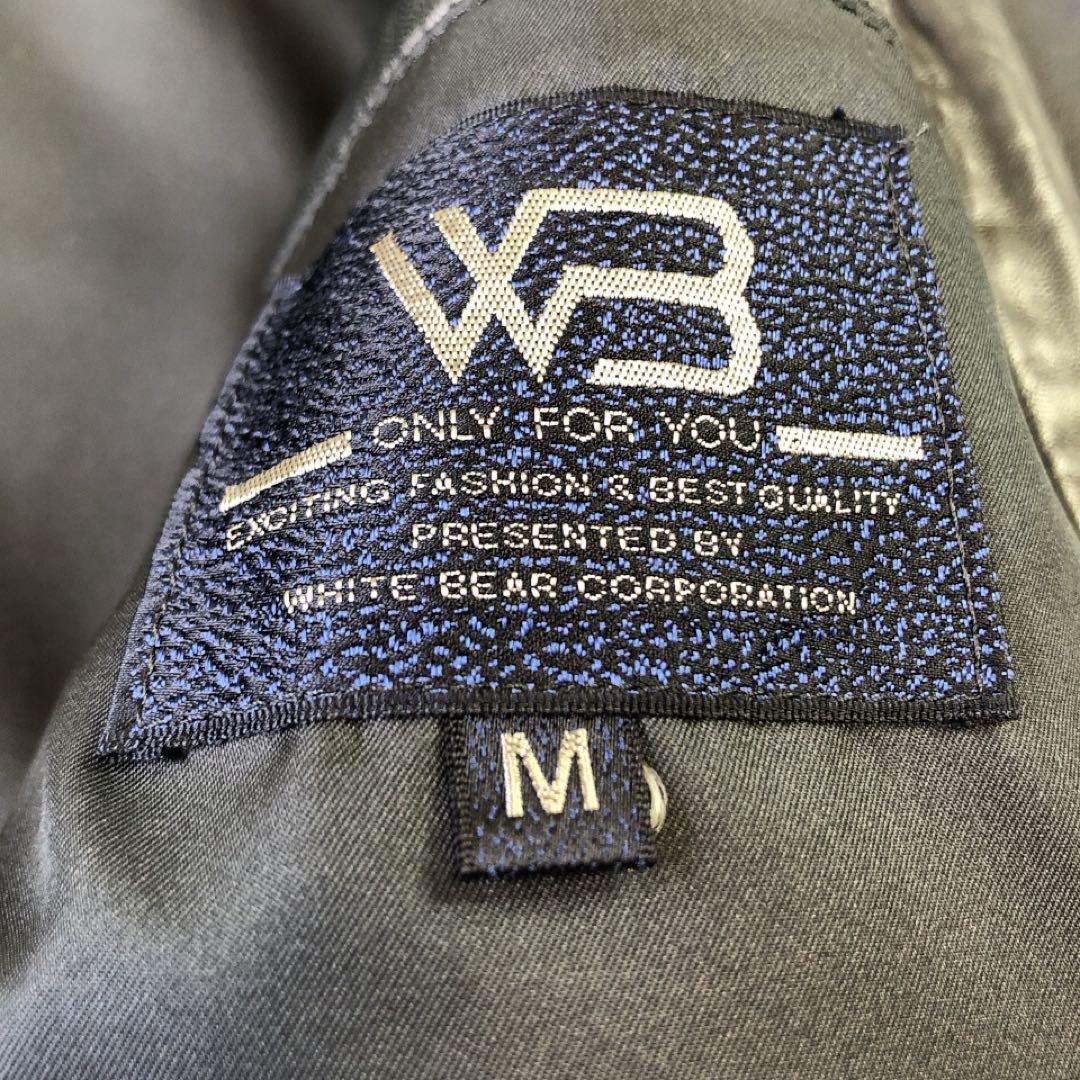 WB
ONLY FOR YOU
EXCITING FASHION & BEST QUALITY
PRESENTED BY
WHITE BEAR CORPORATION
M